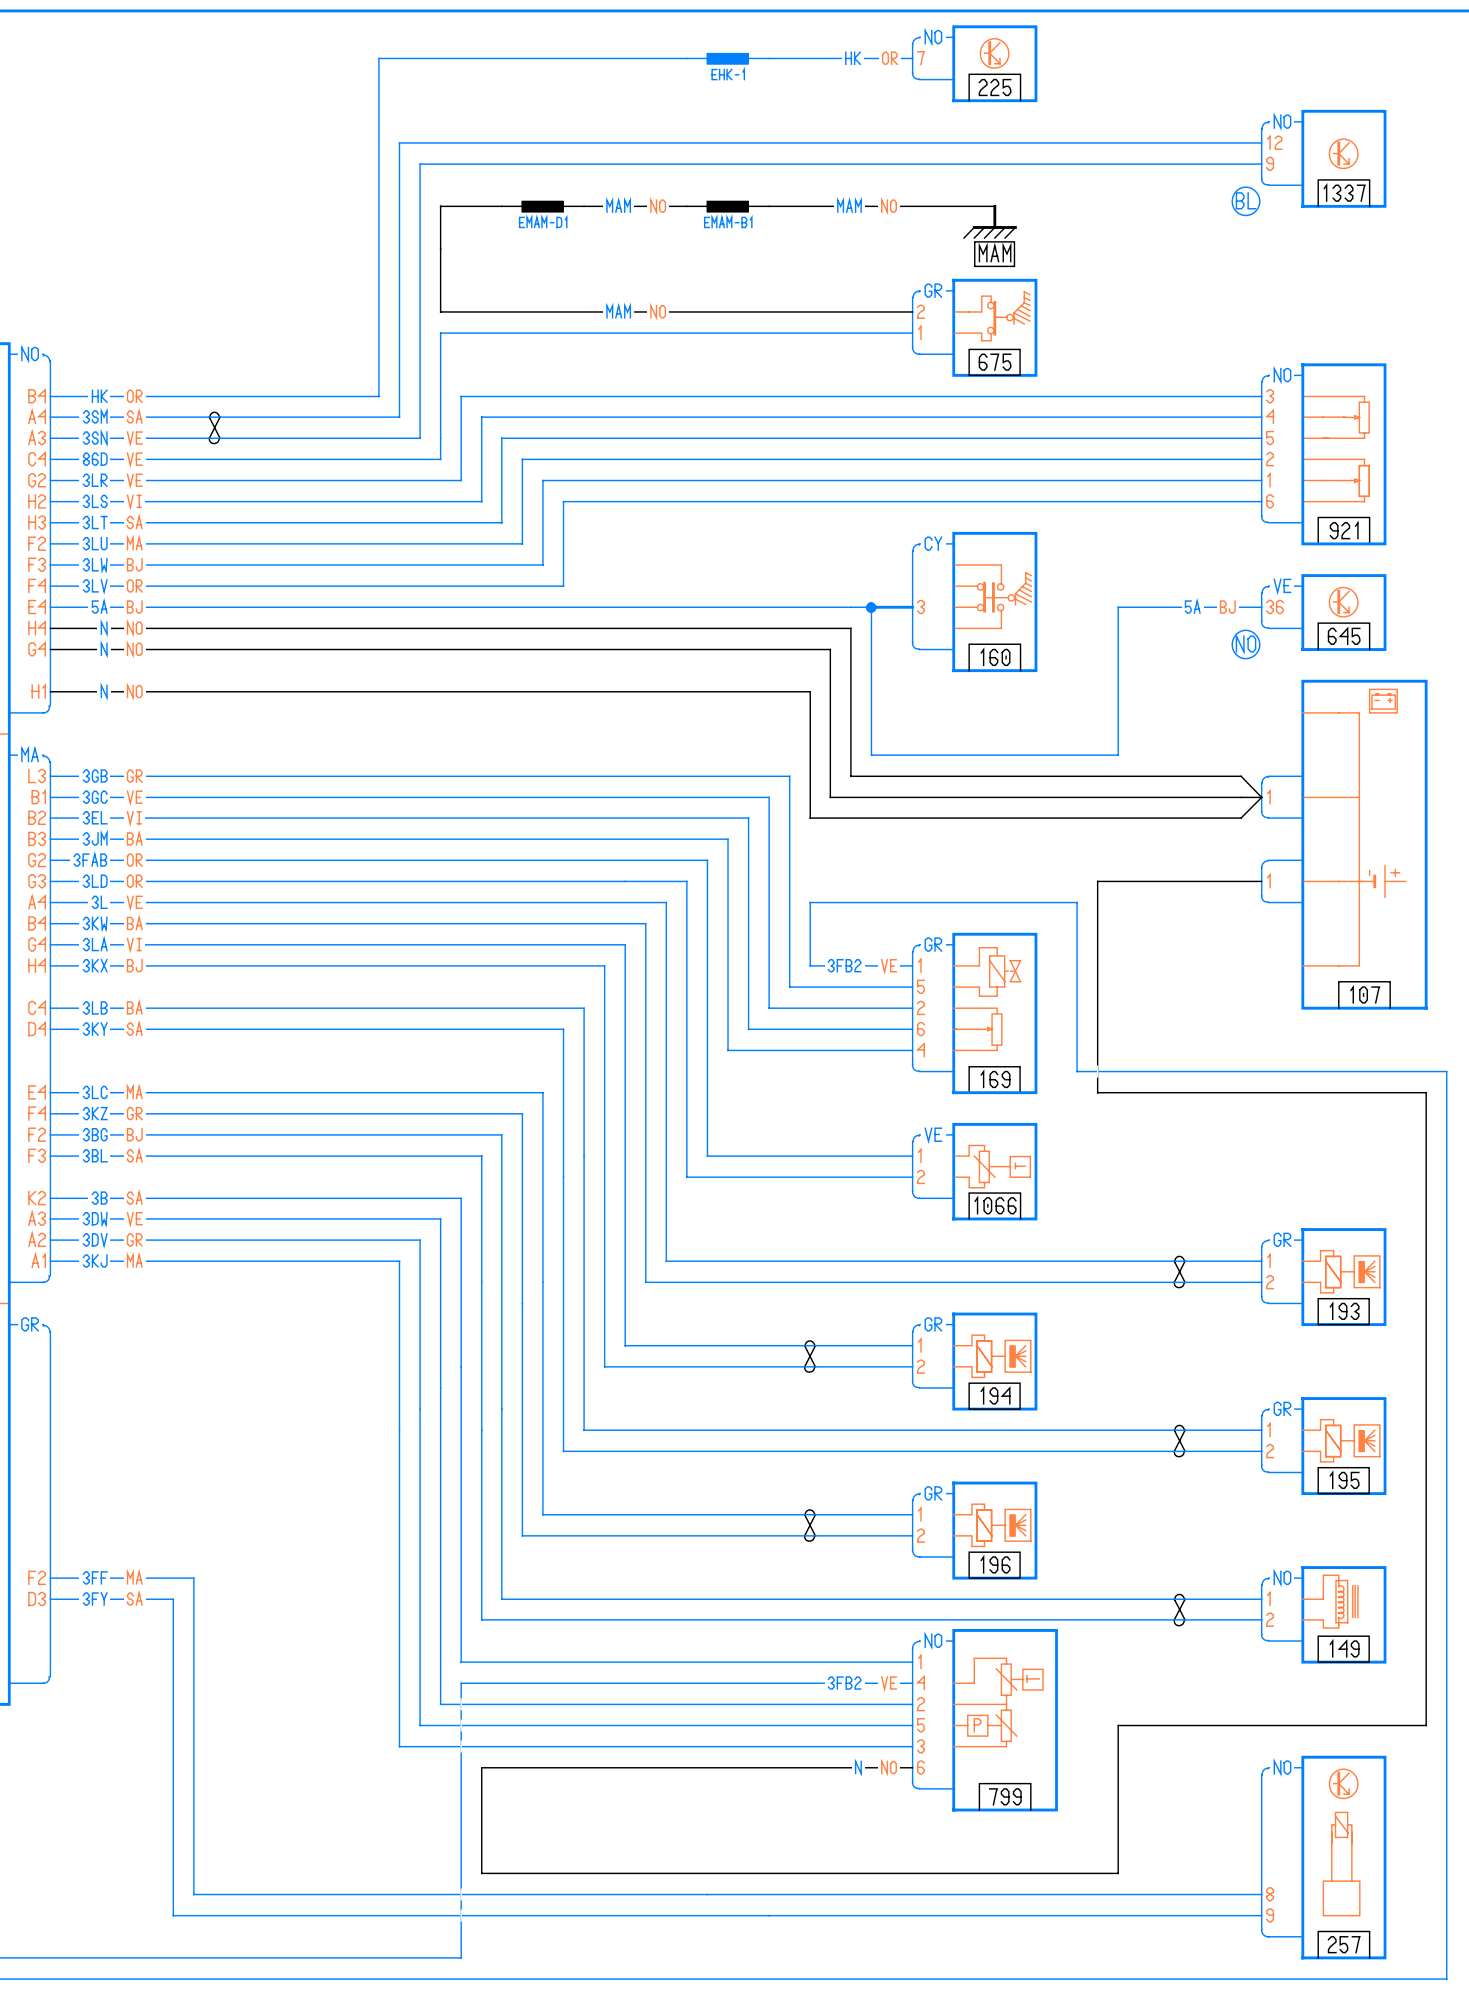 NO
7
HK OR
EHK-1
225
NO
12
9
1337
BL
MAM NO
MAM NO
EMAM-D1
EMAM-B1
MAM
GR
2
MAM NO
1
675
NO
B4 HK OR
A4 3SM SA
A3 3SN VE
C4 86D VE
G2 3LR VE
H2 3LS VI
H3 3LT SA
F2 3LU MA
F3 3LW BJ
F4 3LV OR
E4 5A BJ
H4 N NO
G4 N NO
H1 N NO
NO
3
4
5
2
1
6
921
CY
3
160
VE
5A BJ 36
645
NO
- +
1
1
- +
107
MA
L3 3GB GR
B1 3GC VE
B2 3EL VI
B3 3JM BA
G2 3FAB OR
G3 3LD OR
A4 3L VE
B4 3KW BA
G4 3LA VI
H4 3KX BJ
C4 3LB BA
D4 3KY SA
E4 3LC MA
F4 3KZ GR
F2 3BG BJ
F3 3BL SA
K2 3B SA
A3 3DW VE
A2 3DV GR
A1 3KJ MA
GR
3FB2 VE 1
5
2
6
4
169
VE
1
2
T
1066
GR
1
2
193
GR
1
2
194
GR
1
2
195
GR
1
2
196
GR
F2 3FF MA
D3 3FY SA
NO
1
2
149
NO
1
3FB2 VE 4
2
5
3
N NO 6
T
P
799
NO
8
9
257